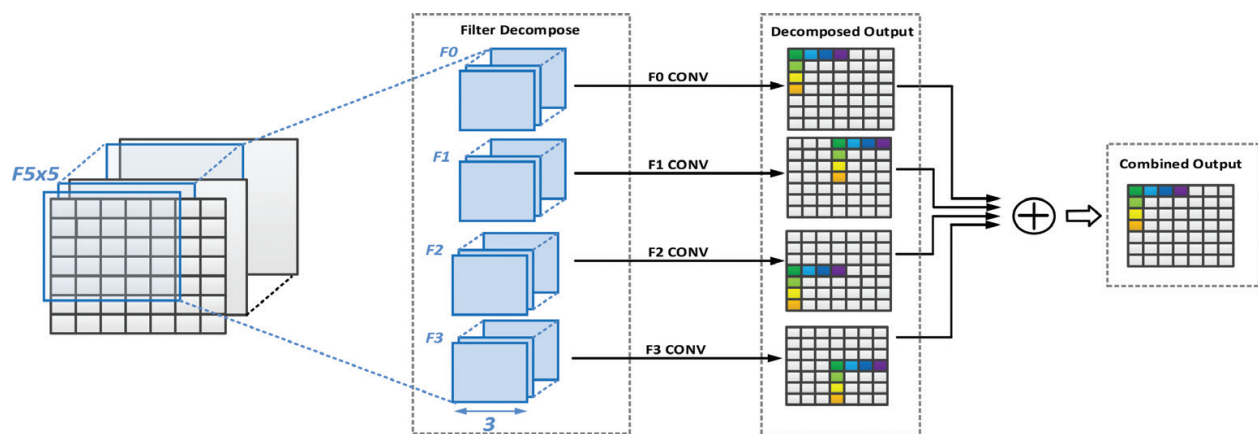 Filter Decompose
Decomposed Output
F0
F0 CONV
F1
F1 CONV
Combined Output
F5x5
F2
F2 CONV
F3
F3 CONV
3